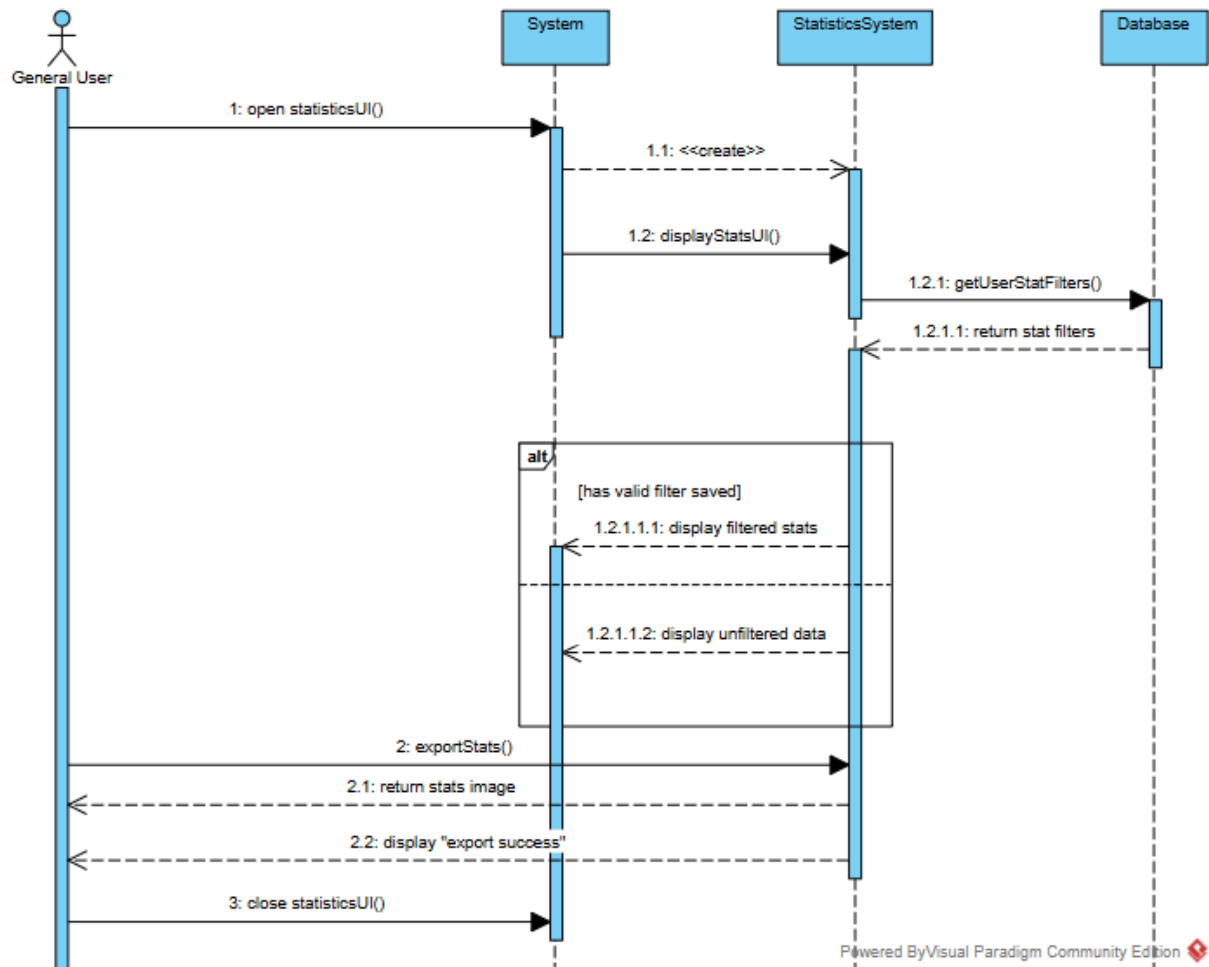 System
StatisticsSystem
Database
General User
1: open statisticsUI()
1.1: <<create>>
1.2: displayStatsUI()
1.2.1: getUserStatFilters()
1.2.1.1: return stat filters
alt
[has valid filter saved]
1.2.1.1.1: display filtered stats
1.2.1.1.2: display unfiltered data
2: exportStats()
2.1: return stats image
2.2: display "export success"
3: close statisticsUI()
Powered ByVisual Paradigm Community Edition